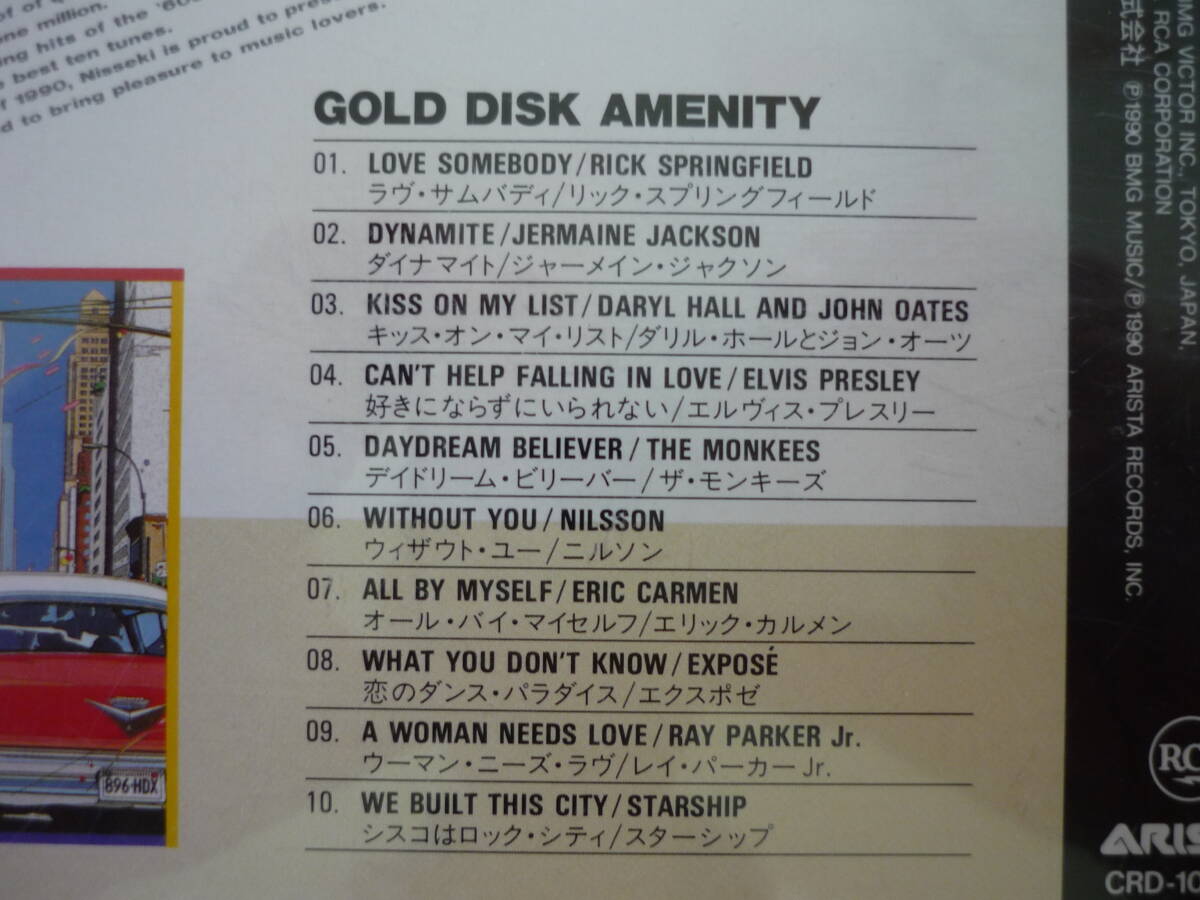 of of
one million.
ing hits of the '60s
best ten tunes.
of 1990, Nisseki is proud to
d to bring pleasure to music lovers.
GOLD DISK AMENITY
01. LOVE SOMEBODY/RICK SPRINGFIELD
ラヴ・サムバディ/リック・スプリングフィールド
02. DYNAMITE/JERMAINE JACKSON
ダイナマイト/ジャーメイン・ジャクソン
03. KISS ON MY LIST/DARYL HALL AND JOHN OATES
キッス・オン・マイ・リスト/ダリル・ホールとジョン・オーツ
04. CAN'T HELP FALLING IN LOVE/ELVIS PRESLEY
好きにならずにいられない/エルヴィス・プレスリー
05. DAYDREAM BELIEVER/THE MONKEES
デイドリーム・ビリーバー/ザ・モンキーズ
06. WITHOUT YOU/NILSSON
ウィザウト・ユー/ニルソン
07. ALL BY MYSELF/ERIC CARMEN
オール・バイ・マイセルフ/エリック・カルメン
08. WHAT YOU DON'T KNOW/EXPOSÉ
恋のダンス・パラダイス/エクスポゼ
09. A WOMAN NEEDS LOVE/RAY PARKER Jr.
ウーマン・ニーズ・ラヴ/レイ・パーカーJr.
10. WE BUILT THIS CITY/STARSHIP
シスコはロック・シティ/スターシップ
896-HDX
BMG VICTOR INC., TOKYO, JAPAN.
RCA CORPORATION
式会社 Ⓟ1990 BMG MUSIC/Ⓟ1990 ARISTA RECORDS, INC.
RC
ARIS
CRD-10